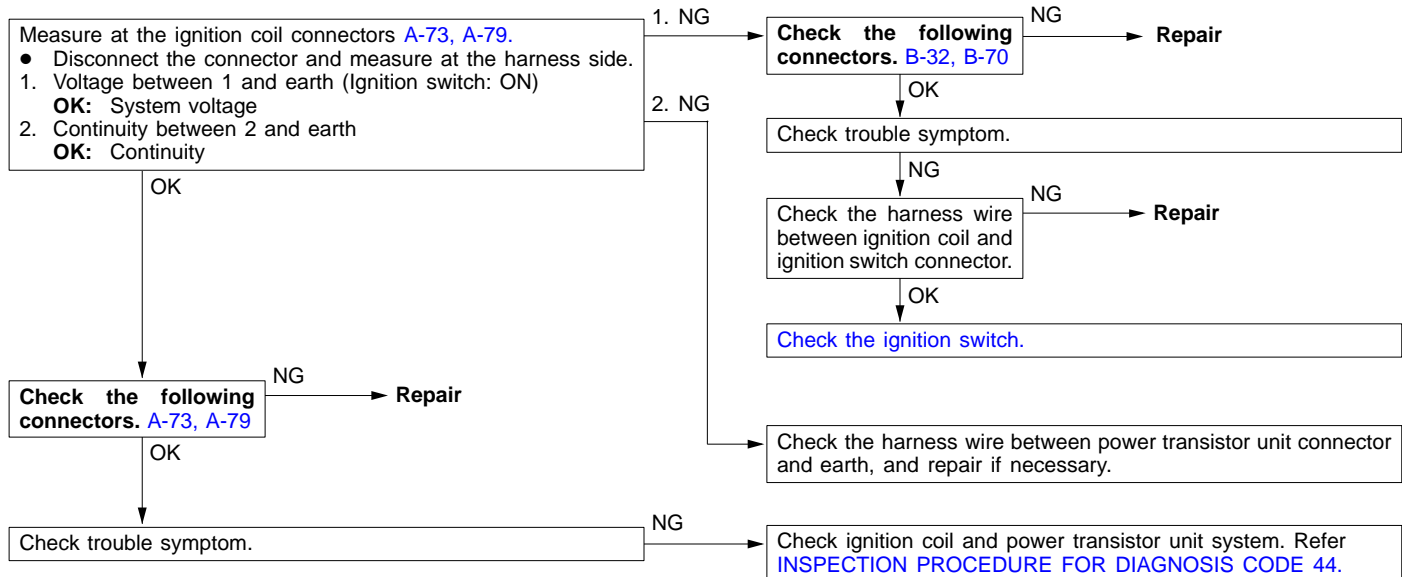 Measure at the ignition coil connectors A-73, A-79.
● Disconnect the connector and measure at the harness side.
1. Voltage between 1 and earth (Ignition switch: ON)
OK: System voltage
2. Continuity between 2 and earth
OK: Continuity
1. NG
2. NG
OK
Check the following
connectors. B-32, B-70
NG
Repair
OK
Check trouble symptom.
NG
Check the harness wire
between ignition coil and
ignition switch connector.
NG
Repair
OK
Check the ignition switch.
Check the following
connectors. A-73, A-79
NG
Repair
OK
Check the harness wire between power transistor unit connector
and earth, and repair if necessary.
Check trouble symptom.
NG
Check ignition coil and power transistor unit system. Refer
INSPECTION PROCEDURE FOR DIAGNOSIS CODE 44.